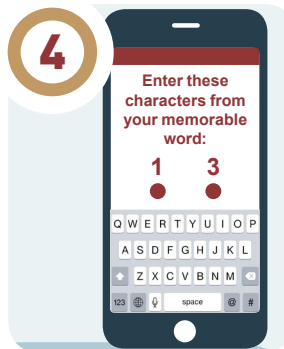 4
Enter these
characters from
your memorable
word:
1 3
Q W E R T Y U I O P
A S D F G H J K L
Z X C V B N M
123 space @ #